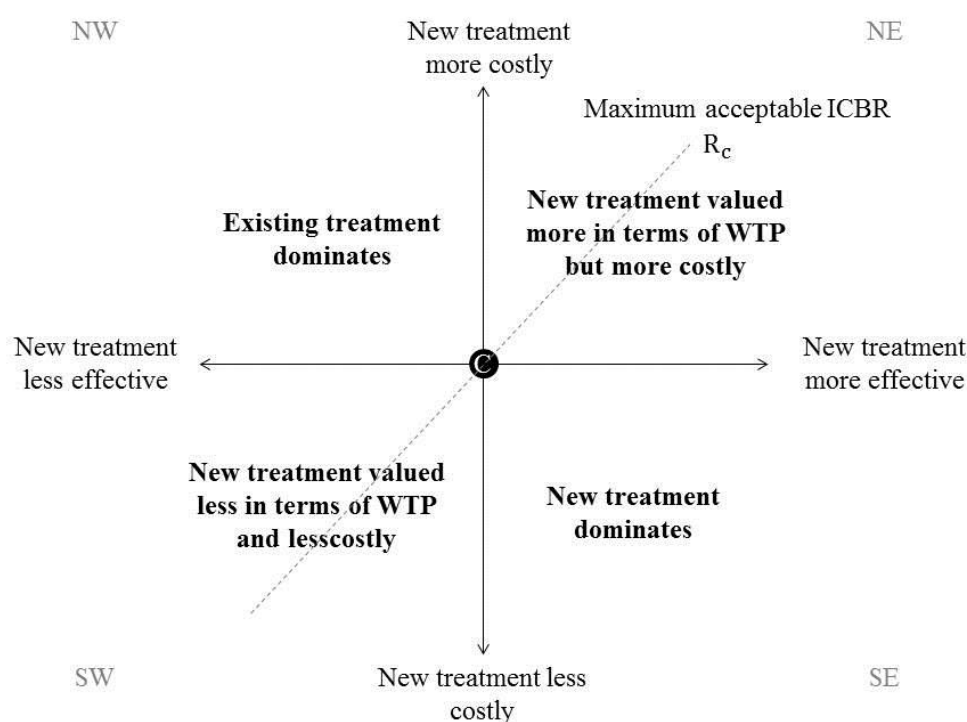 NW
New treatment
more costly
NE
Maximum acceptable ICBR
R_c
Existing treatment
dominates
New treatment valued
more in terms of WTP
but more costly
New treatment
less effective
C
New treatment
more effective
New treatment valued
less in terms of WTP
and lesscostly
New treatment
dominates
SW
New treatment less
costly
SE